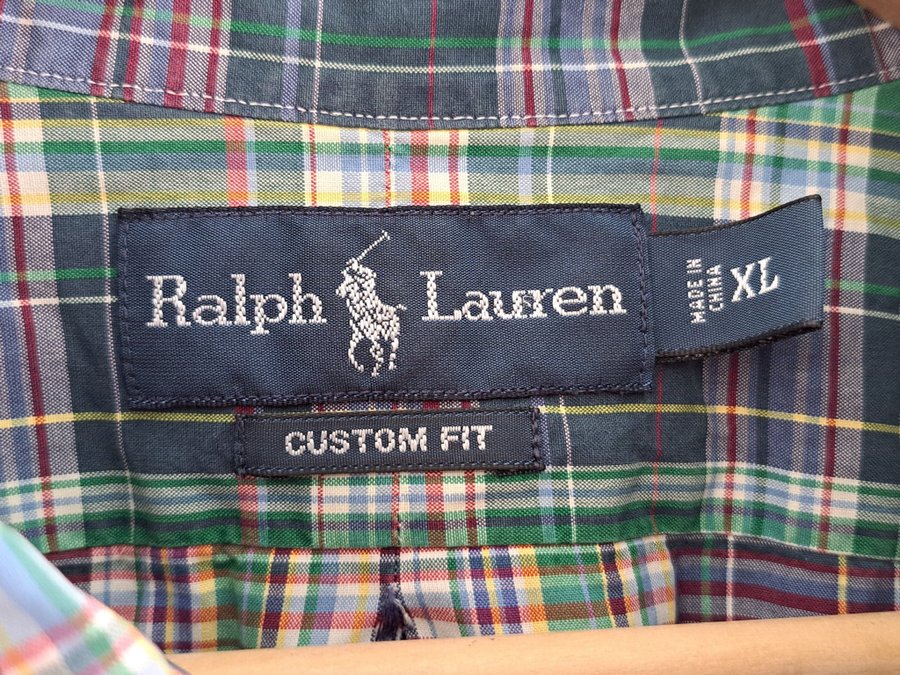 Ralph Lauren
MADE IN
CHINA
XL
CUSTOM FIT